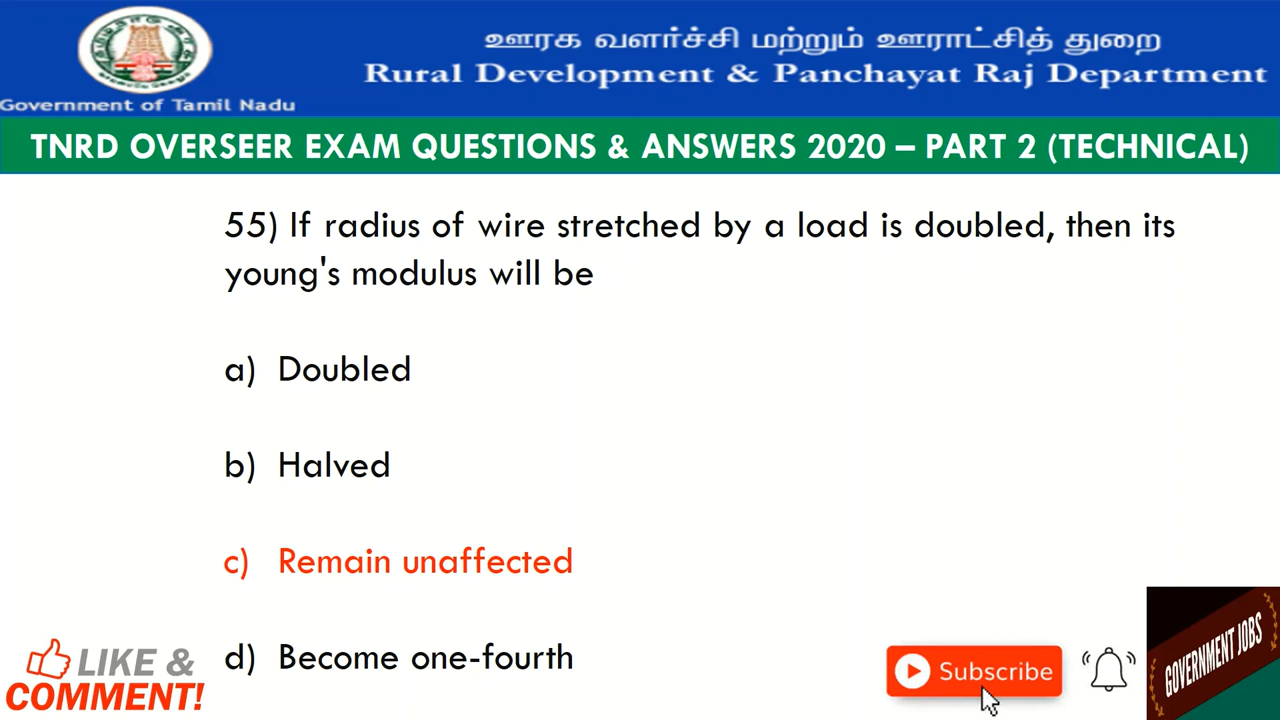 ஊரக வளர்ச்சி மற்றும் ஊராட்சித் துறை
Rural Development & Panchayat Raj Department
Government of Tamil Nadu
TNRD OVERSEER EXAM QUESTIONS & ANSWERS 2020 – PART 2 (TECHNICAL)
55) If radius of wire stretched by a load is doubled, then its
young's modulus will be
a) Doubled
b) Halved
c) Remain unaffected
d) Become one-fourth
LIKE &
COMMENT!
Subscribe
GOVERNMENT JOBS